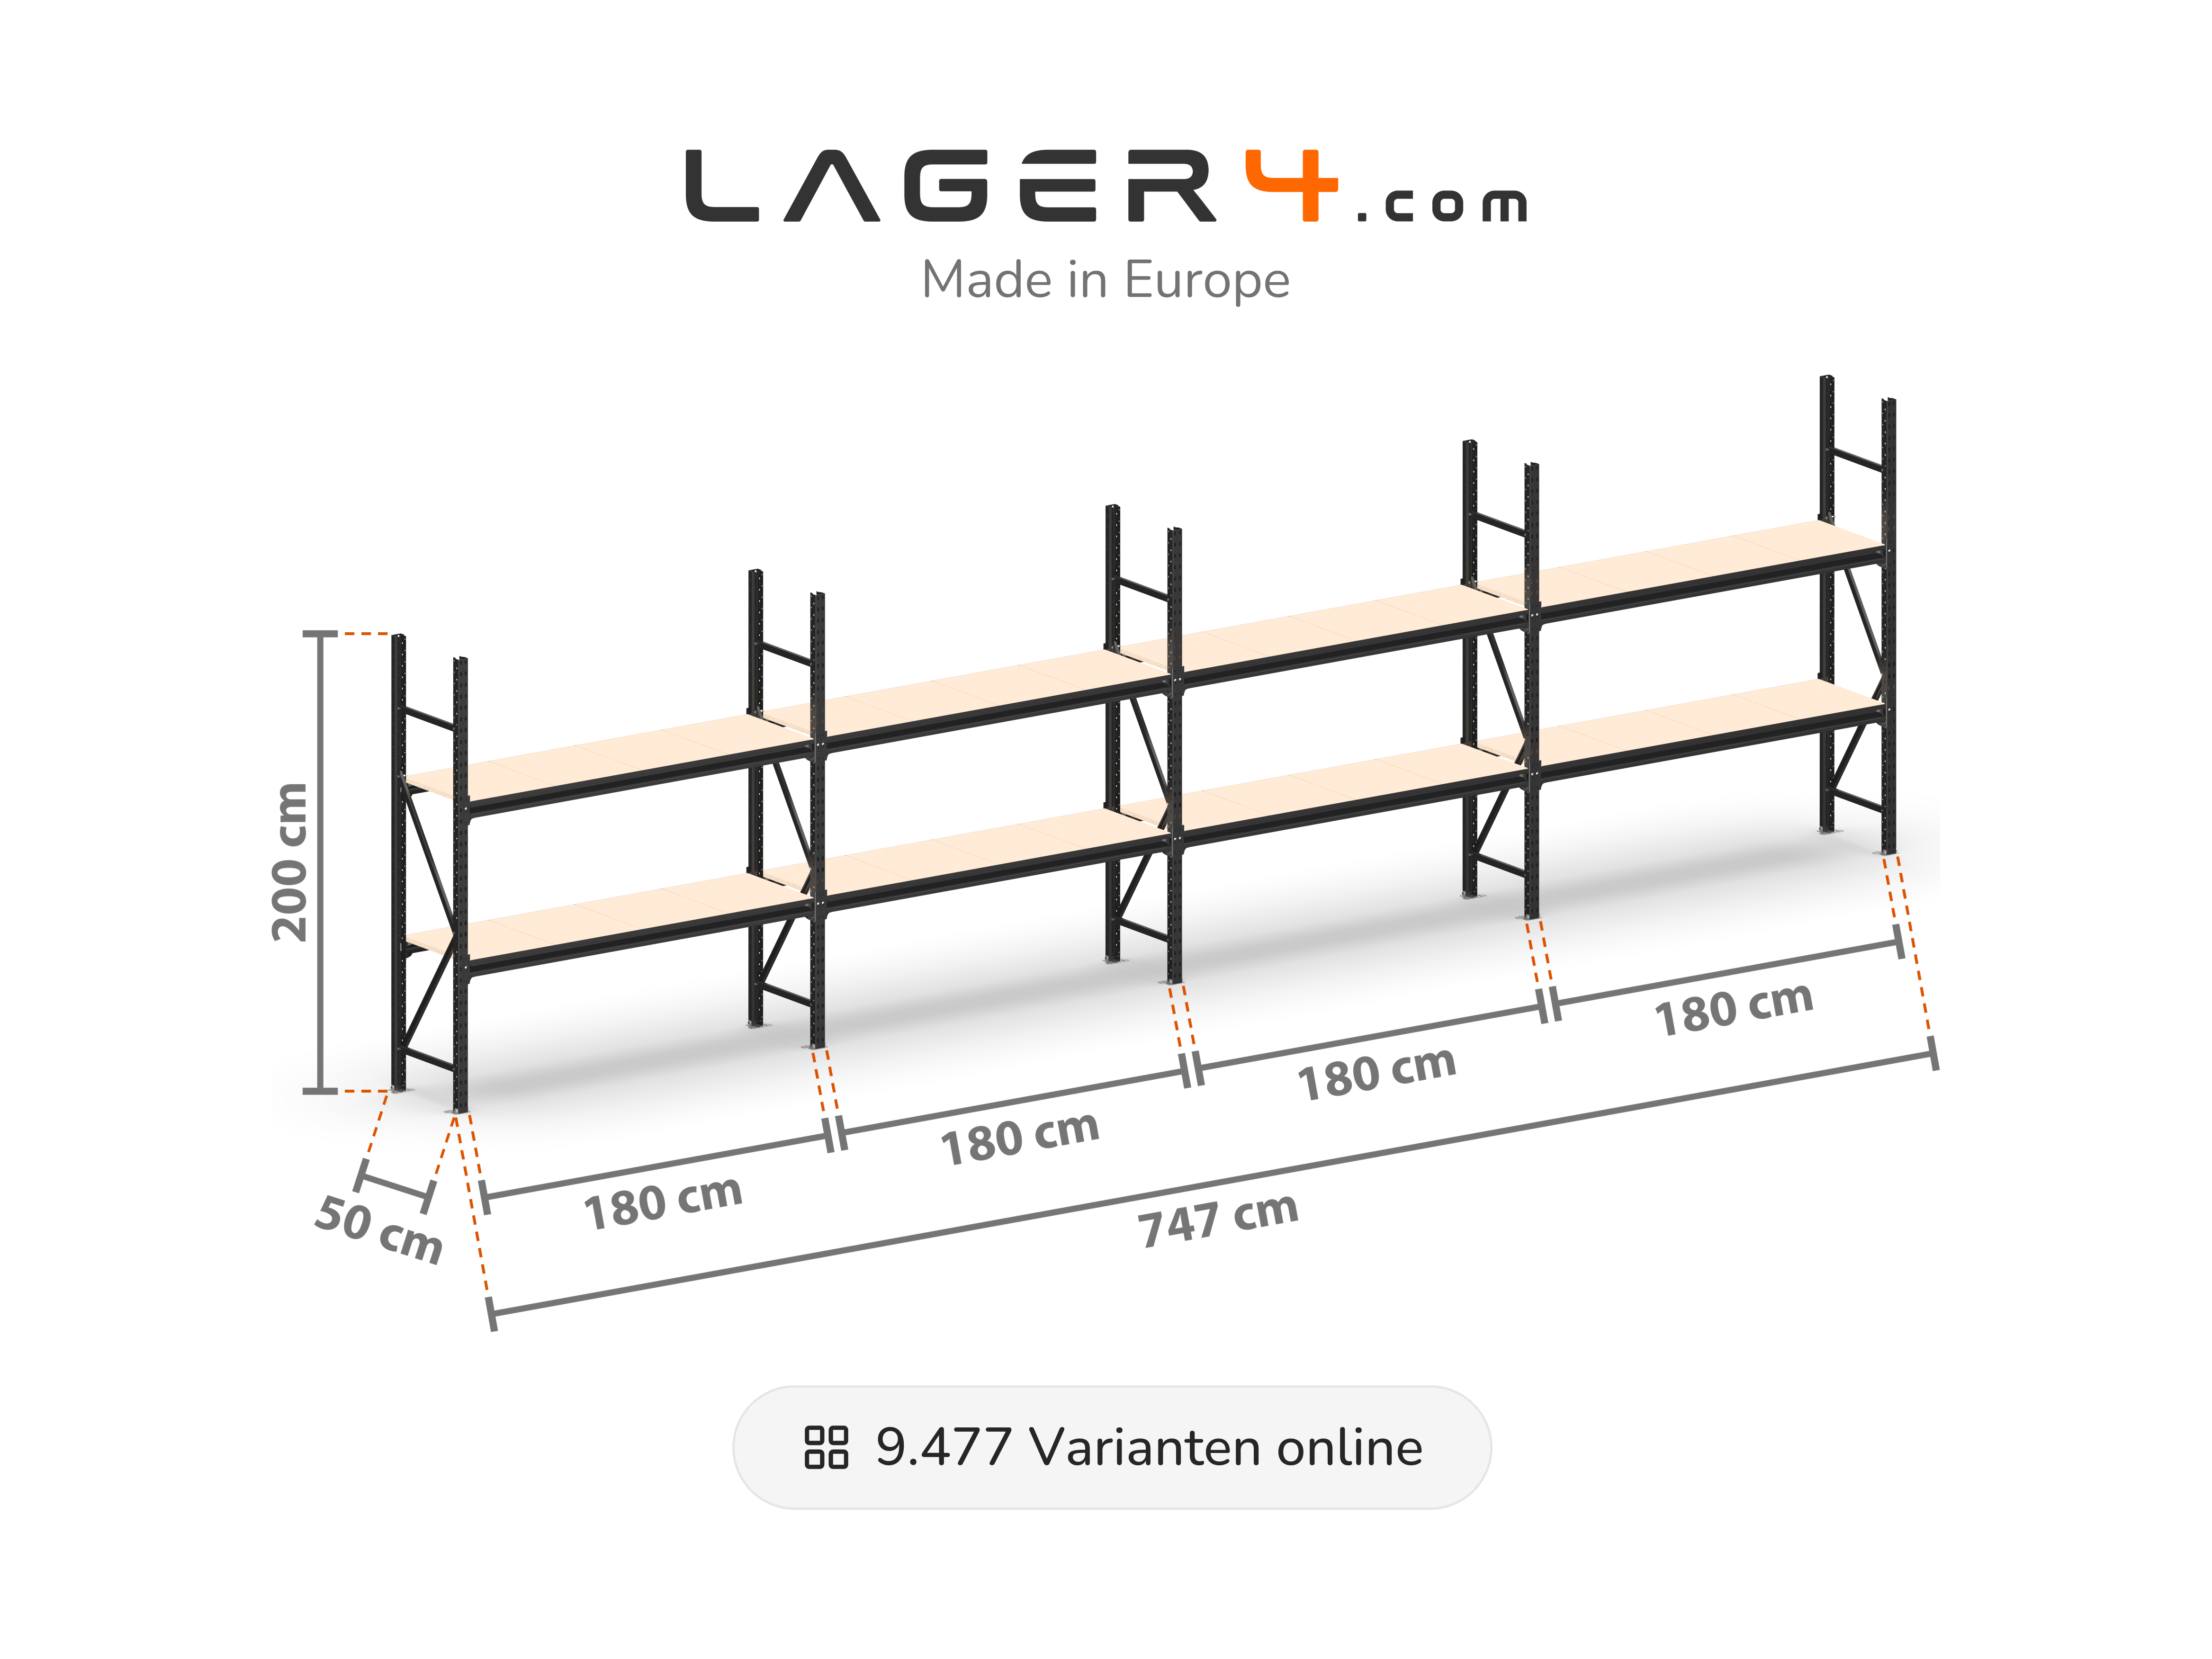 LAGER4.com
Made in Europe
200 cm
50 cm
180 cm
180 cm
180 cm
180 cm
747 cm
9.477 Varianten online